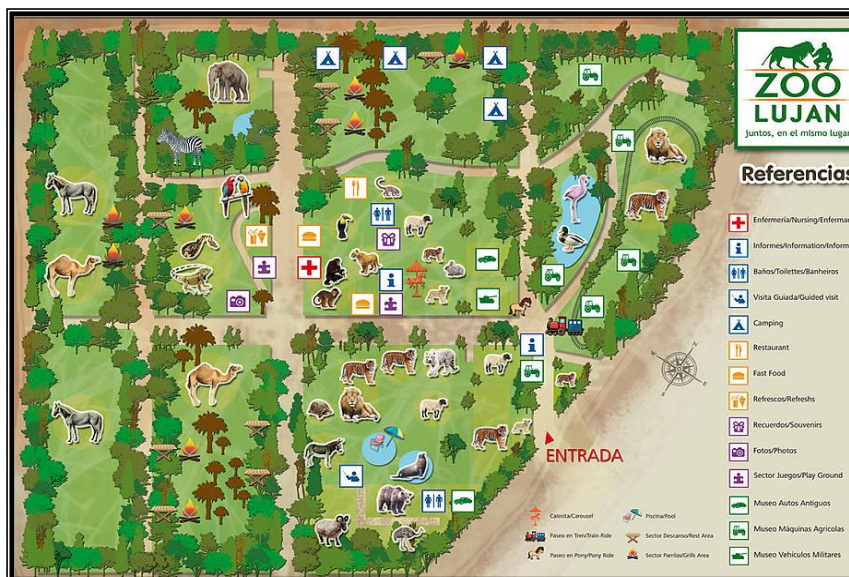 ZOO
LUJAN
juntos, en el mismo lugar
Referencias
Enfermería/Nursing/Enfermar
Informes/Information/Inform
Baños/Toilettes/Banheiros
Visita Guiada/Guided visit
Camping
Restaurant
Fast Food
Refrescos/Refreshs
Recuerdos/Souvenirs
Fotos/Photos
Sector Juegos/Play Ground
Museo Autos Antiguos
Museo Máquinas Agricolas
Museo Vehículos Militares
N
W
E
S
ENTRADA
Calesita/Carousel
Piscina/Pool
Paseo en Tren/Train Ride
Sector Descanso/Rest Area
Paseo en Pony/Pony Ride
Sector Parrillas/Grills Area